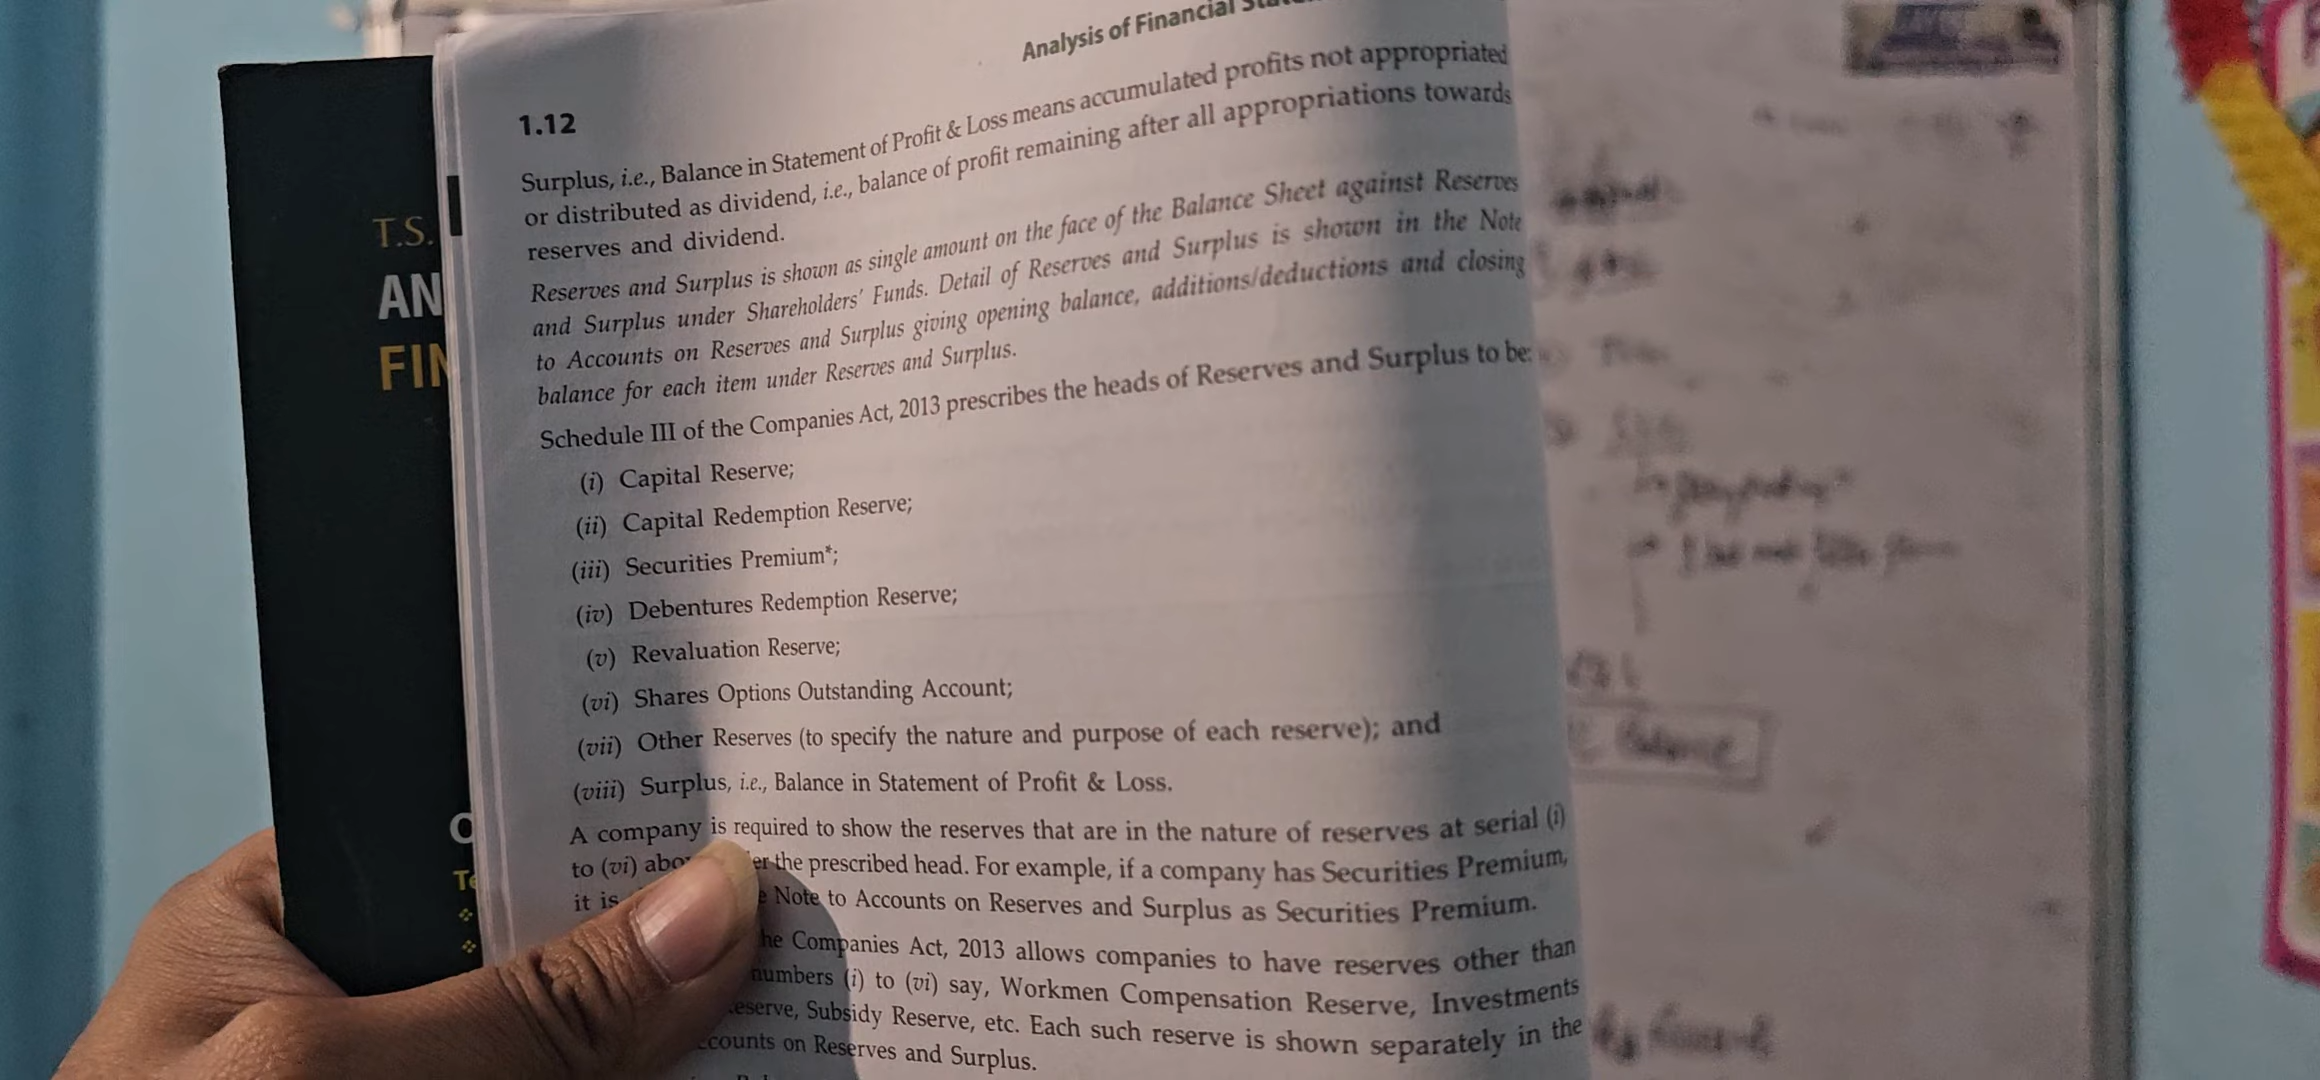 Analysis of Financial
1.12
Surplus, i.e., Balance in Statement of Profit & Loss means accumulated profits not appropriated
or distributed as dividend, i.e., balance of profit remaining after all appropriations towards
reserves and dividend.
Reserves and Surplus is shown as single amount on the face of the Balance Sheet against Reserves
and Surplus under Shareholders' Funds. Detail of Reserves and Surplus is shown in the Note
to Accounts on Reserves and Surplus giving opening balance, additions/deductions and closing
balance for each item under Reserves and Surplus.
Schedule III of the Companies Act, 2013 prescribes the heads of Reserves and Surplus to be:
(i) Capital Reserve;
(ii) Capital Redemption Reserve;
(iii) Securities Premium*;
(iv) Debentures Redemption Reserve;
(v) Revaluation Reserve;
(vi) Shares Options Outstanding Account;
(vii) Other Reserves (to specify the nature and purpose of each reserve); and
(viii) Surplus, i.e., Balance in Statement of Profit & Loss.
A company is required to show the reserves that are in the nature of reserves at serial (i)
to (vi) the prescribed head. For example, if a company has Securities Premium,
it is Note to Accounts on Reserves and Surplus as Securities Premium.
Companies Act, 2013 allows companies to have reserves other than
numbers (i) to (vi) say, Workmen Compensation Reserve, Investments
Subsidy Reserve, etc. Each such reserve is shown separately in the
on Reserves and Surplus.
T.S.
AN
FIN